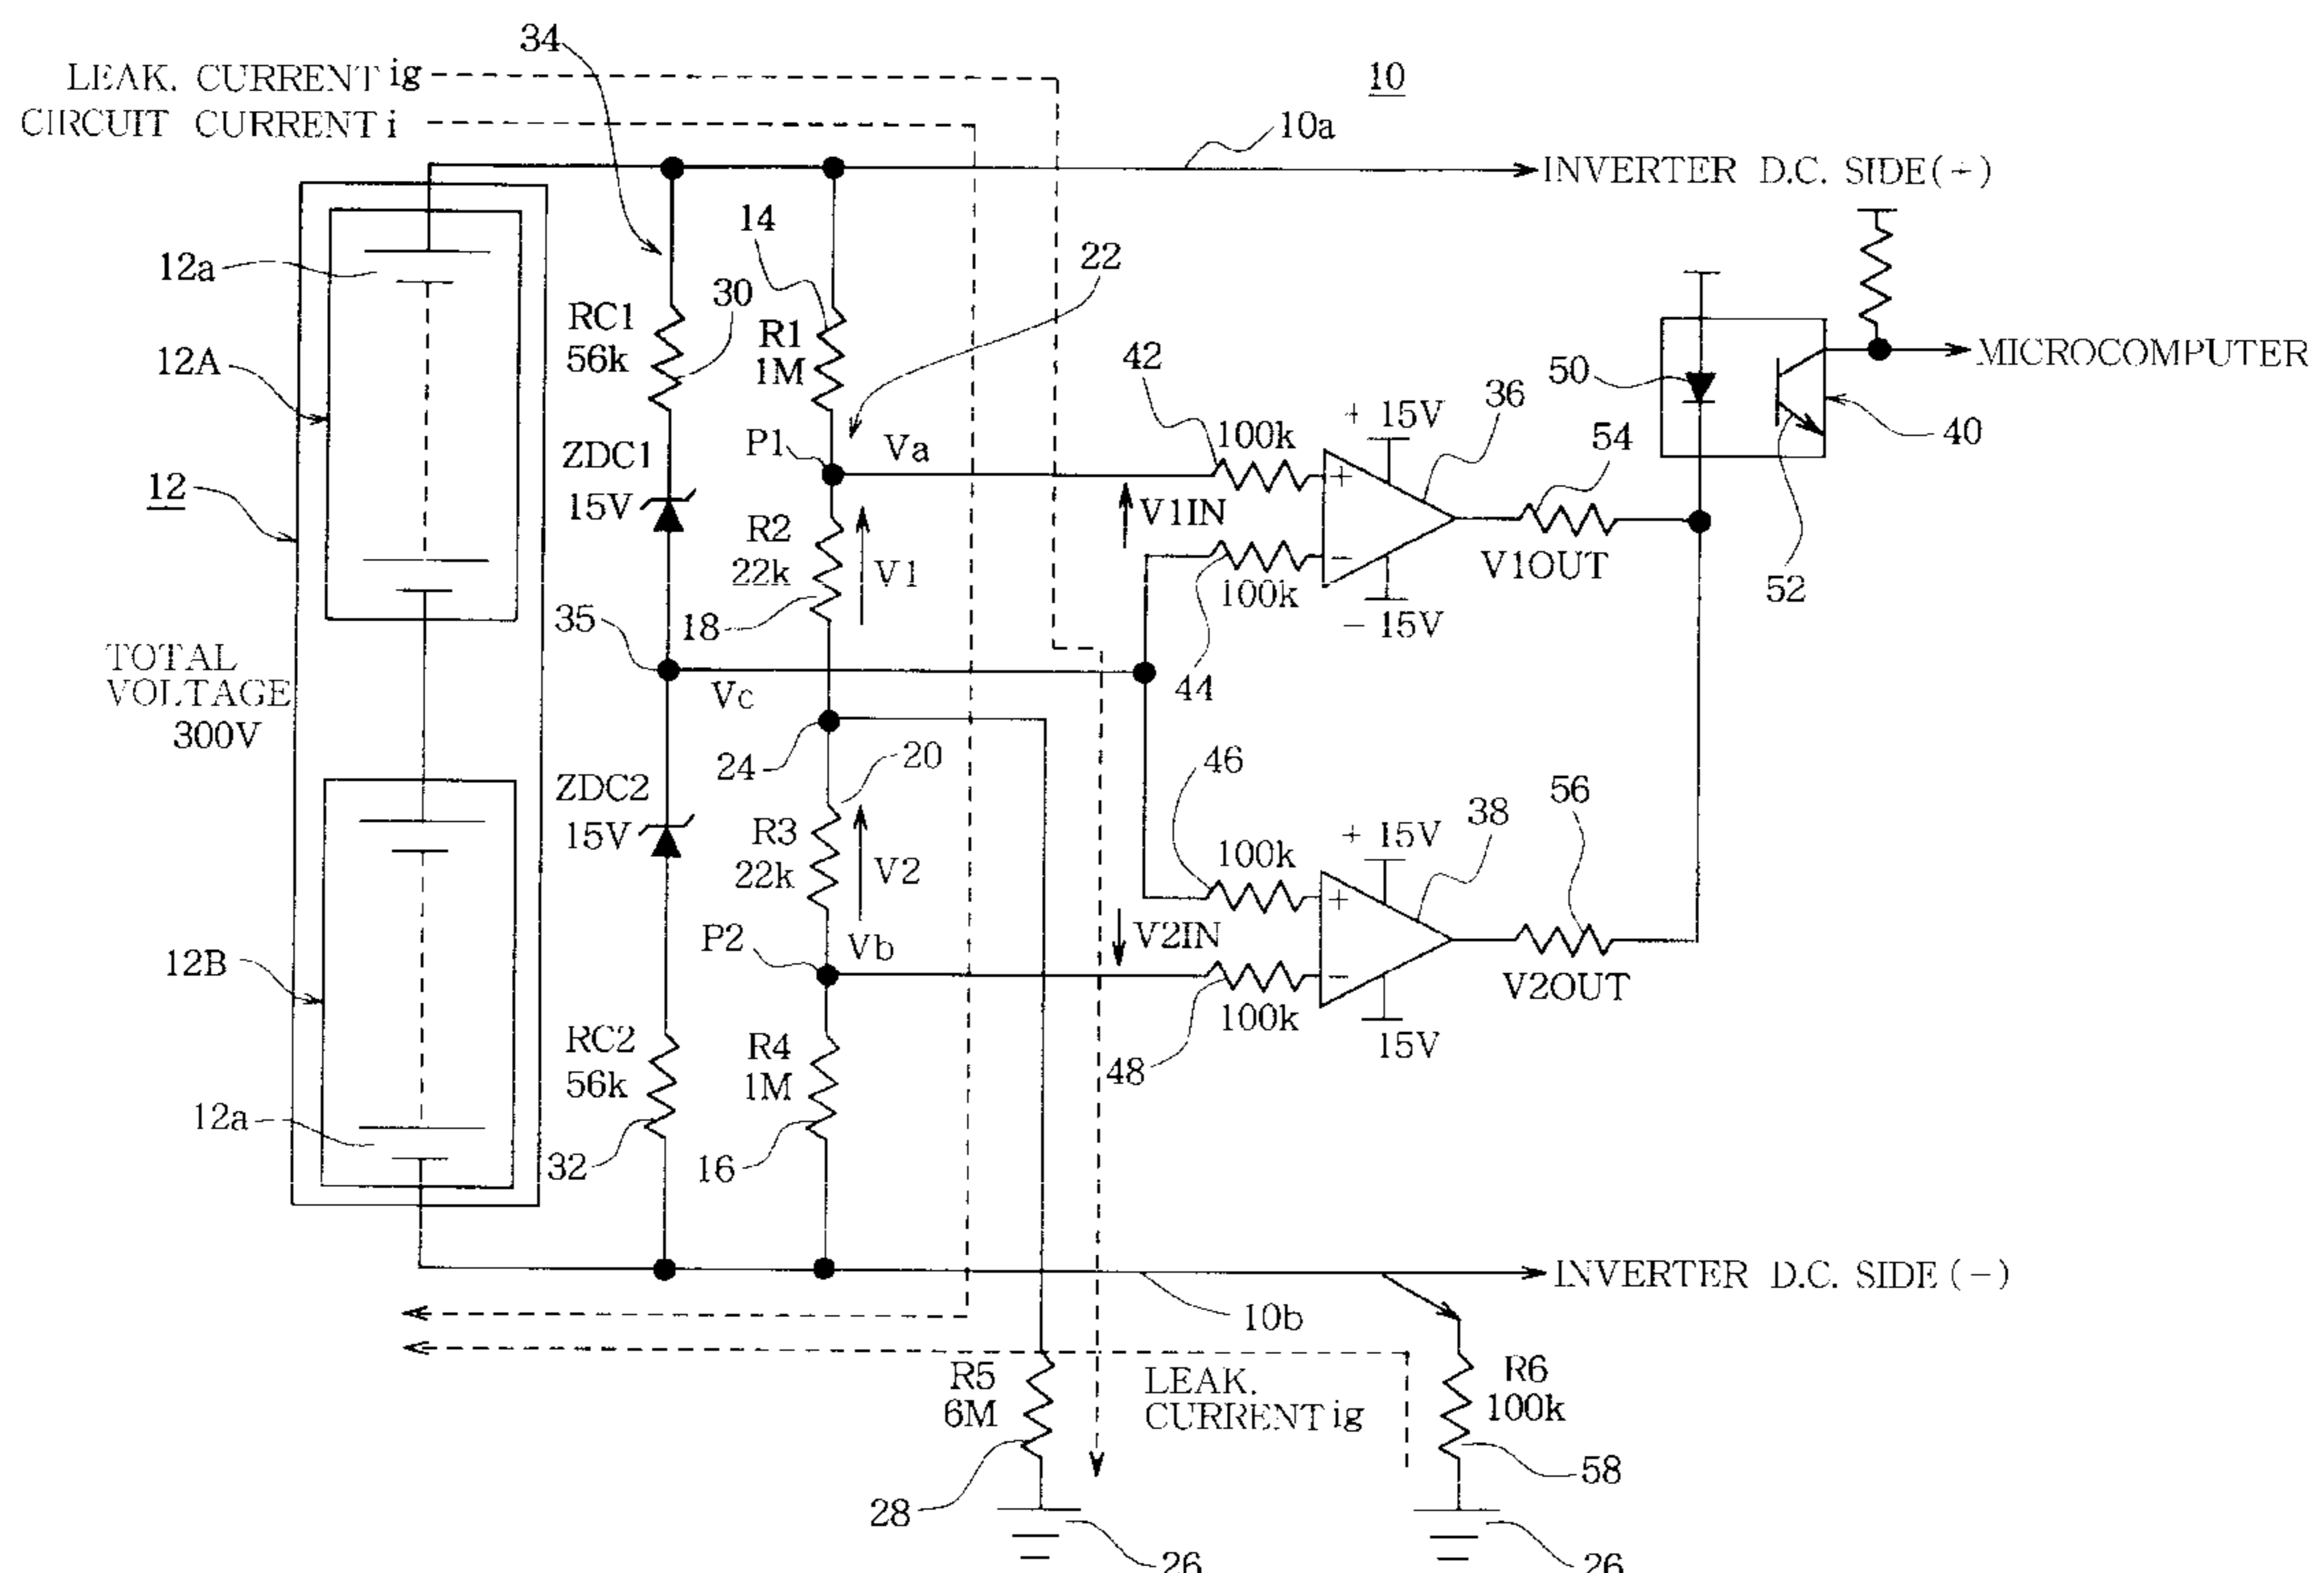 34
LEAK. CURRENT ig
CIRCUIT CURRENT i
10
10a
INVERTER D.C. SIDE(+)
14
22
12a
30
RC1
56k
R1
1M
12A
42
50
MICROCOMPUTER
36
+ 15V
40
P1
Va
100k
54
ZDC1
15V
12
V1IN
+
-
R2
22k
V1
V1OUT
52
100k
- 15V
35
18
44
TOTAL
VOLTAGE
300V
Vc
24
20
46
ZDC2
15V
56
38
R3
22k
V2
100k
+ 15V
+
P2
Vb
V2IN
-
12B
V2OUT
100k
15V
RC2
56k
R4
1M
48
12a
32
16
INVERTER D.C. SIDE (-)
10b
R5
6M
LEAK.
CURRENT ig
R6
100k
58
28
26
26